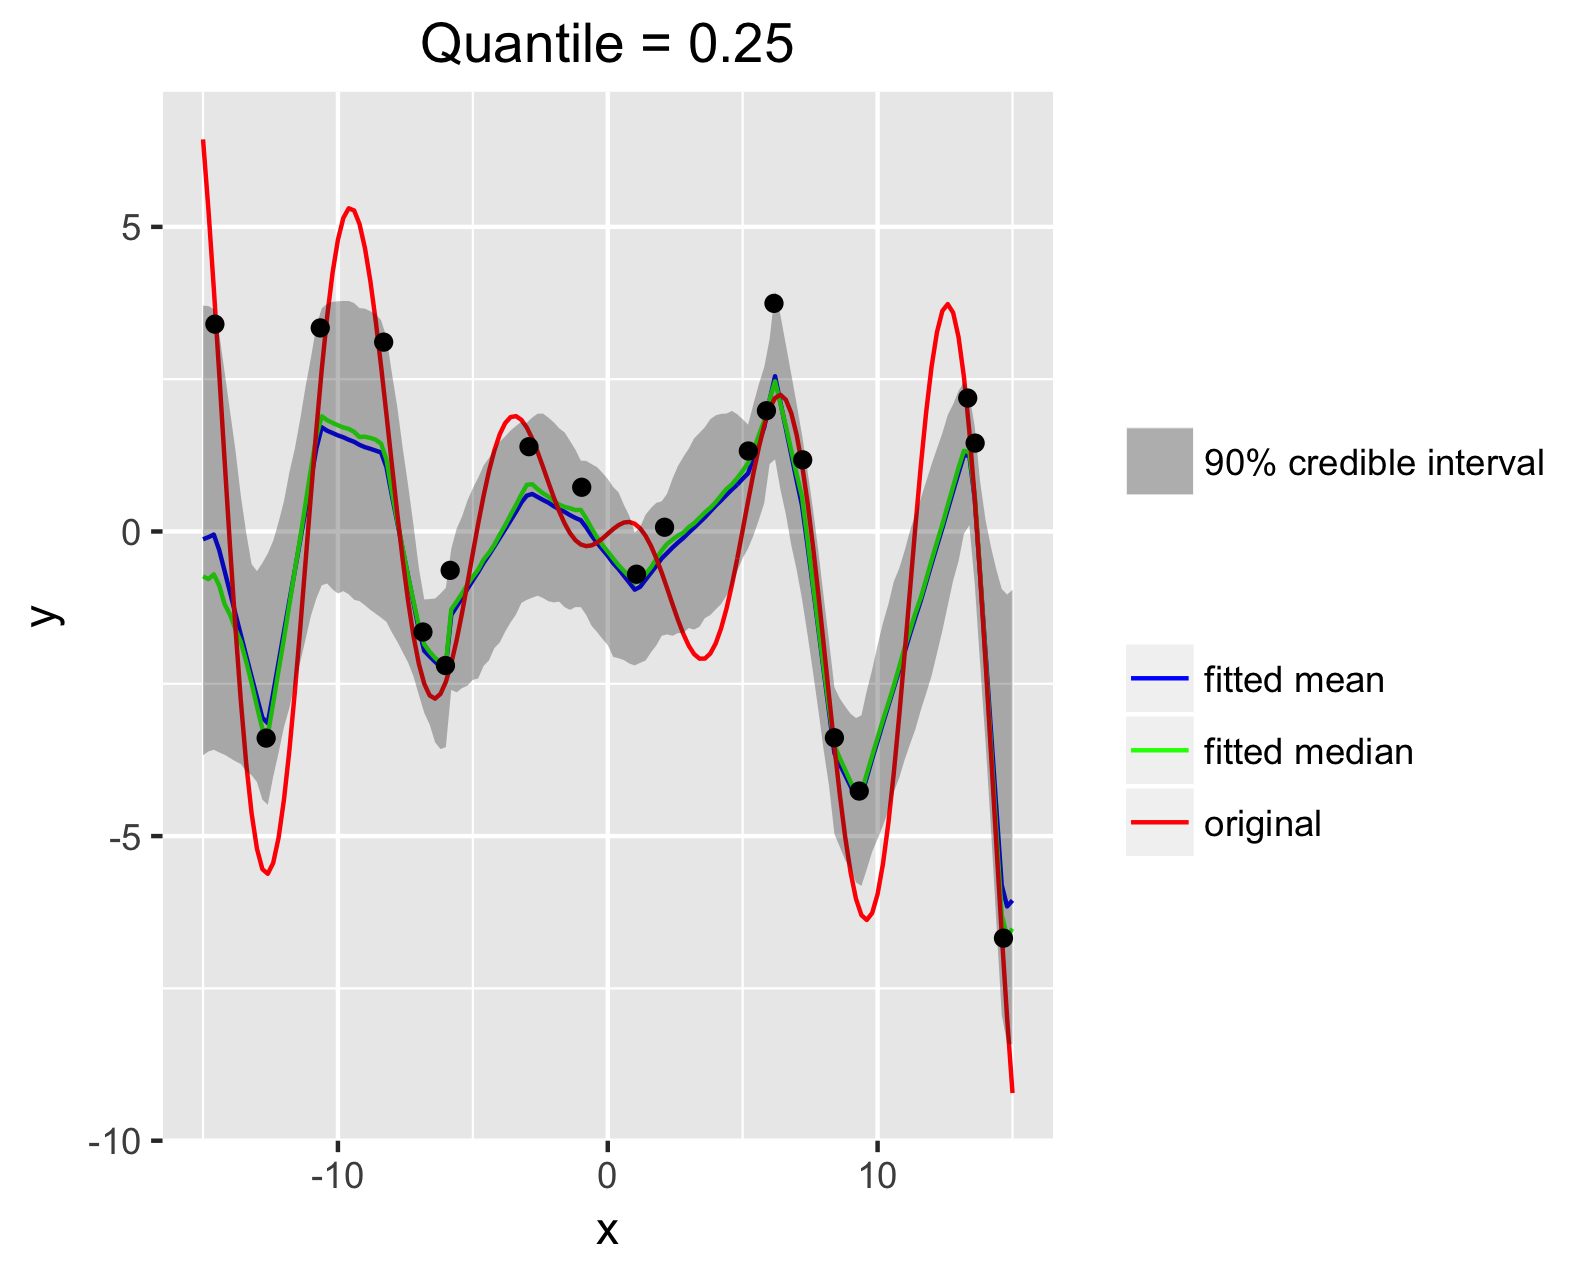 Quantile = 0.25
5
0
-5
-10
-10
0
10
x
y
90% credible interval
fitted mean
fitted median
original